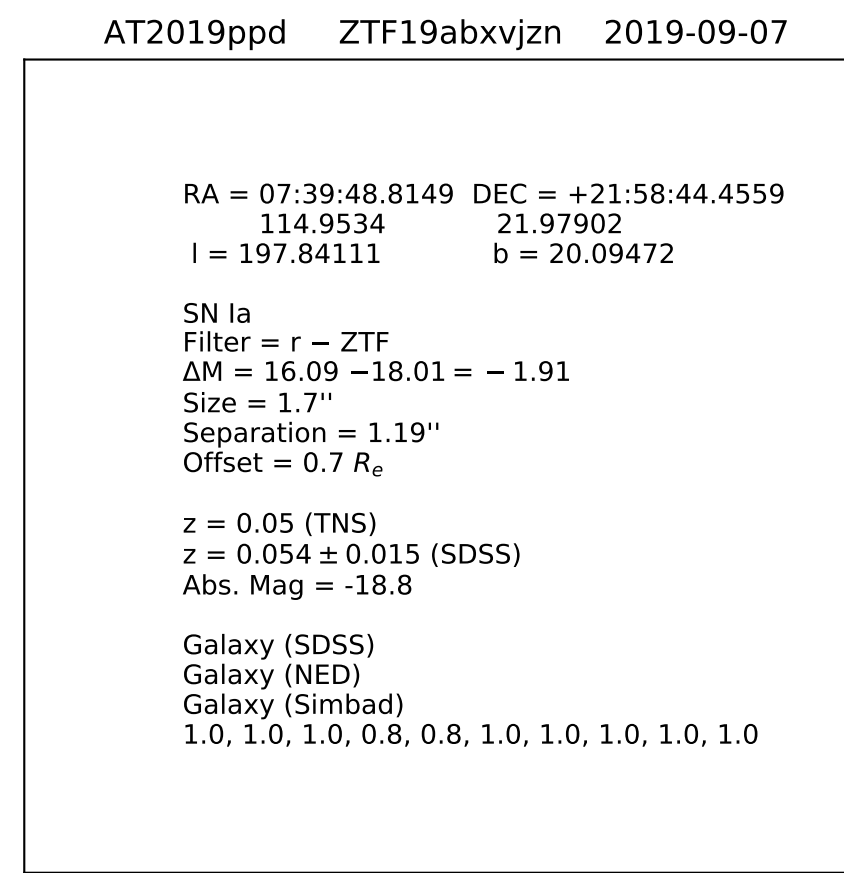 AT2019ppd ZTF19abxvjzn 2019-09-07
RA = 07:39:48.8149 DEC = +21:58:44.4559
114.9534 21.97902
l = 197.84111 b = 20.09472
SN Ia
Filter = r − ZTF
ΔM = 16.09 −18.01 = − 1.91
Size = 1.7''
Separation = 1.19''
Offset = 0.7 Re
z = 0.05 (TNS)
z = 0.054 ± 0.015 (SDSS)
Abs. Mag = -18.8
Galaxy (SDSS)
Galaxy (NED)
Galaxy (Simbad)
1.0, 1.0, 1.0, 0.8, 0.8, 1.0, 1.0, 1.0, 1.0, 1.0